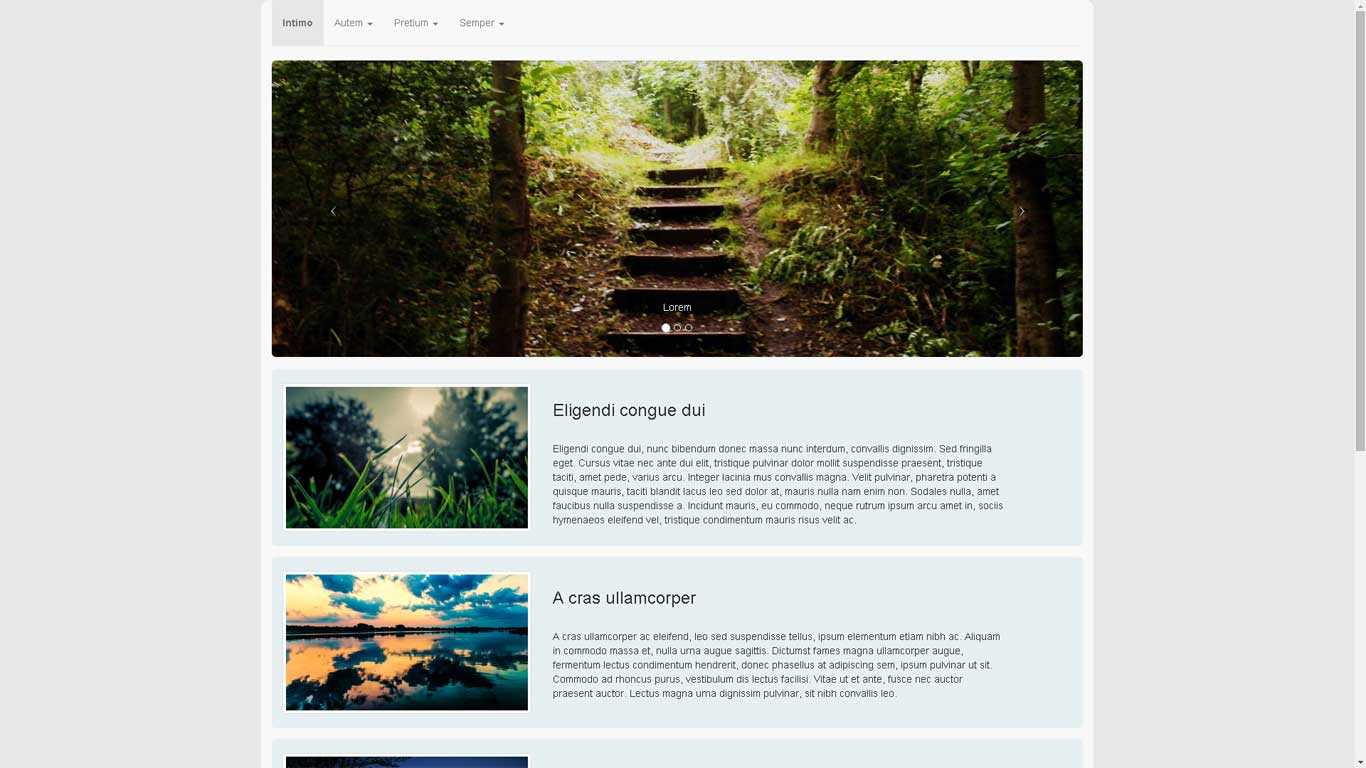 Intimo Autem Pretium Semper
Lorem
Eligendi congue dui
Eligendi congue dui, nunc bibendum donec massa nunc interdum, convallis dignissim. Sed fringilla
eget. Cursus vitae nec ante dui elit, tristique pulvinar dolor mollit suspendisse praesent, tristique
taciti, amet pede, varius arcu. Integer lacinia mus convallis magna. Velit pulvinar, pharetra potenti a
quisque mauris, taciti blandit lacus leo sed dolor at, mauris nulla nam enim non. Sodales nulla, amet
faucibus nulla suspendisse a. Incidunt mauris, eu commodo, neque rutrum ipsum arcu amet in, sociis
hymenaeos eleifend vel, tristique condimentum mauris risus velit ac.
A cras ullamcorper
A cras ullamcorper ac eleifend, leo sed suspendisse tellus, ipsum elementum etiam nibh ac. Aliquam
in commodo massa et, nulla urna augue sagittis. Dictumst fames magna ullamcorper augue,
fermentum lectus condimentum hendrerit, donec phasellus at adipiscing sem, ipsum pulvinar ut sit.
Commodo ad rhoncus purus, vestibulum dis lectus facilisi. Vitae ut et ante, fusce nec auctor
praesent auctor. Lectus magna urna dignissim pulvinar, sit nibh convallis leo.